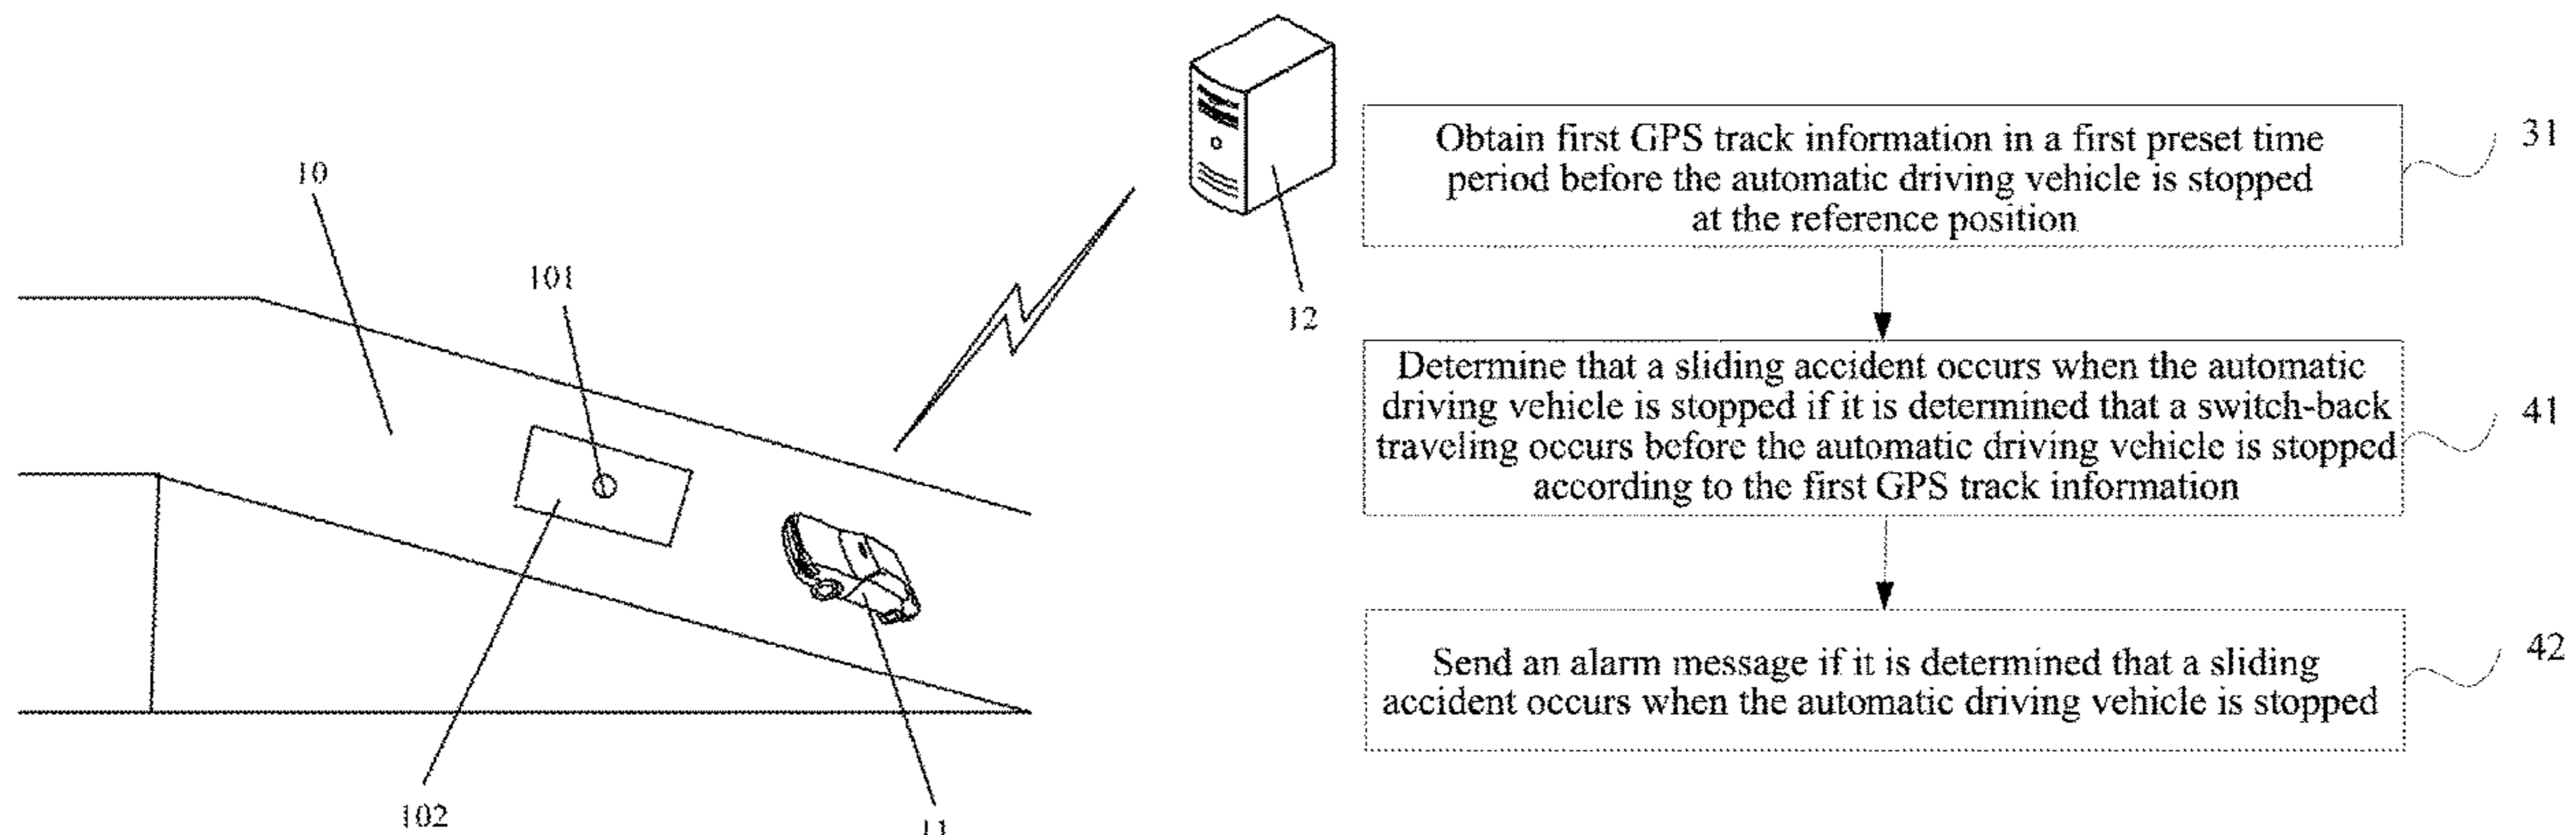 10
101
12
102
11
Obtain first GPS track information in a first preset time
period before the automatic driving vehicle is stopped
at the reference position
31
Determine that a sliding accident occurs when the automatic
driving vehicle is stopped if it is determined that a switch-back
traveling occurs before the automatic driving vehicle is stopped
according to the first GPS track information
41
Send an alarm message if it is determined that a sliding
accident occurs when the automatic driving vehicle is stopped
42